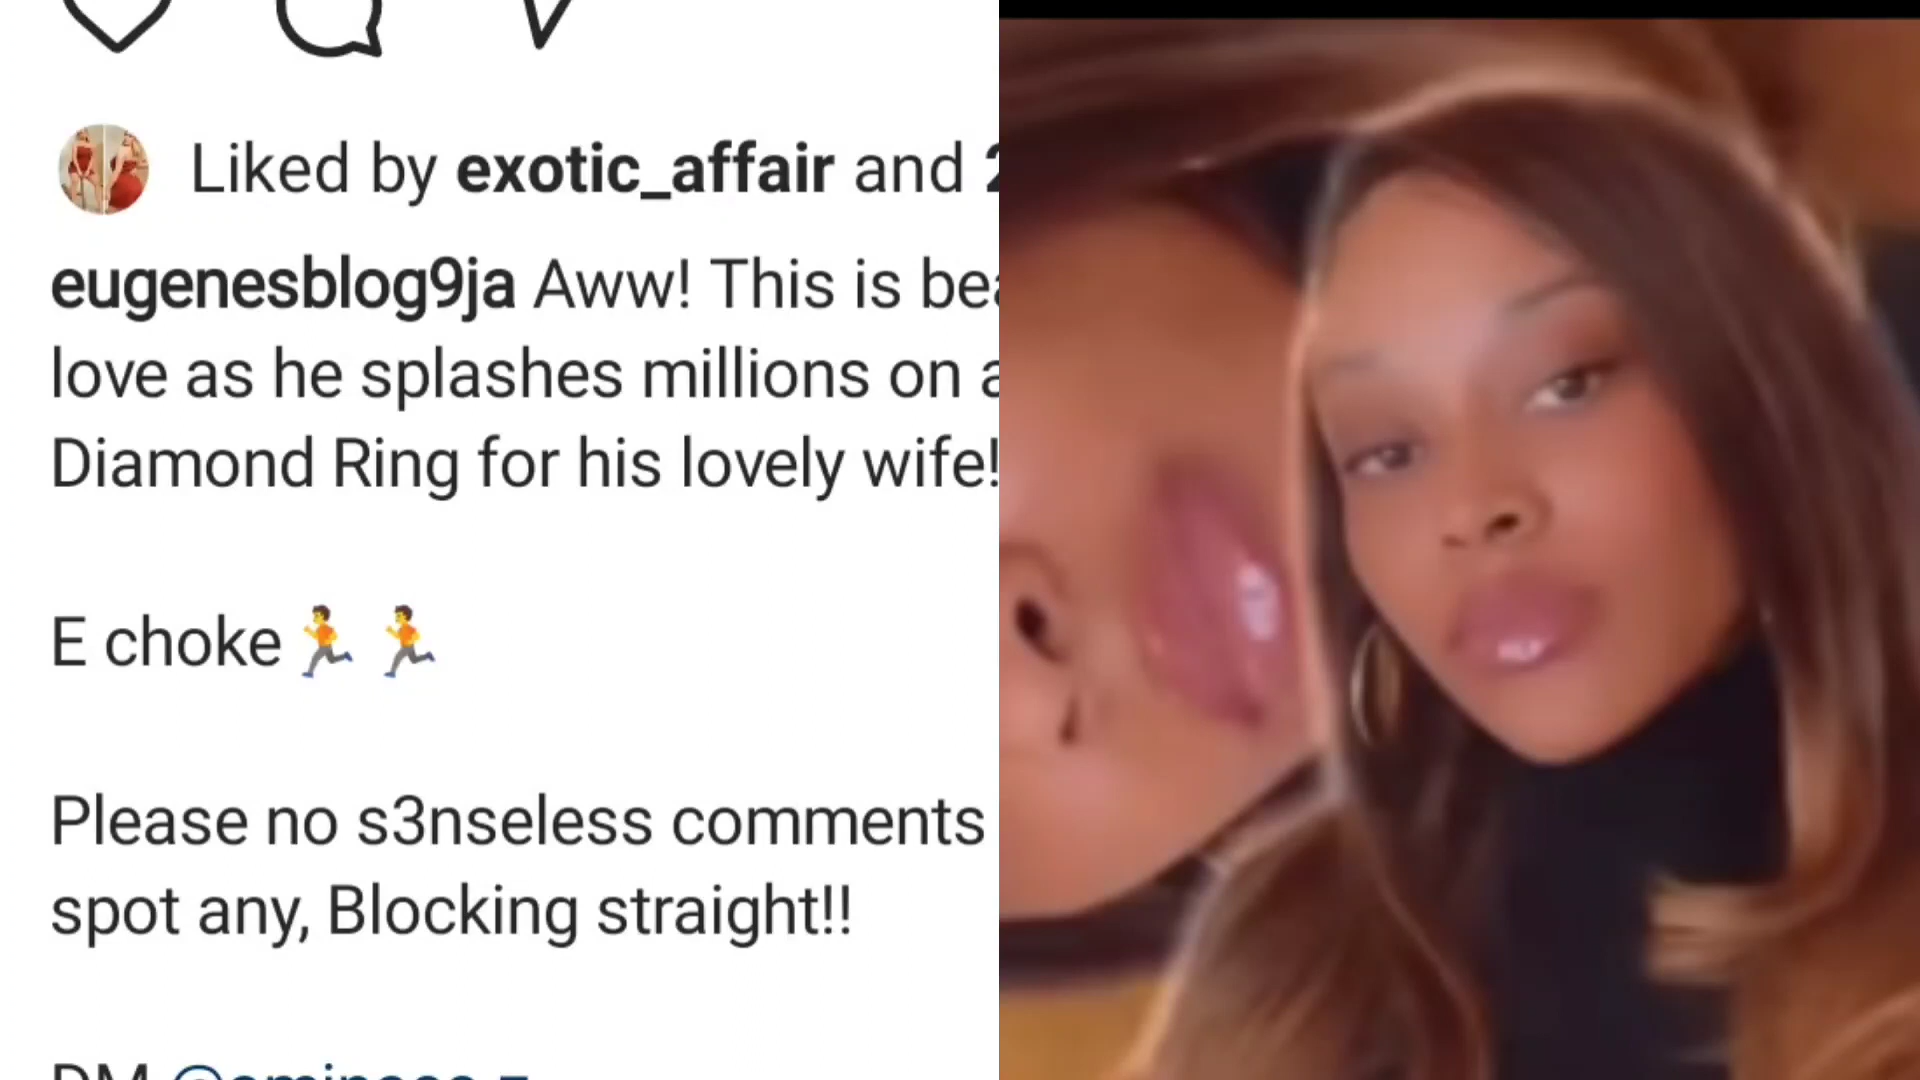 Liked by exotic_affair and
eugenesblog9ja Aww! This is
love as he splashes millions on
Diamond Ring for his lovely wife!
E choke🏃🏃
Please no s3nseless comments
spot any, Blocking straight!!
DM